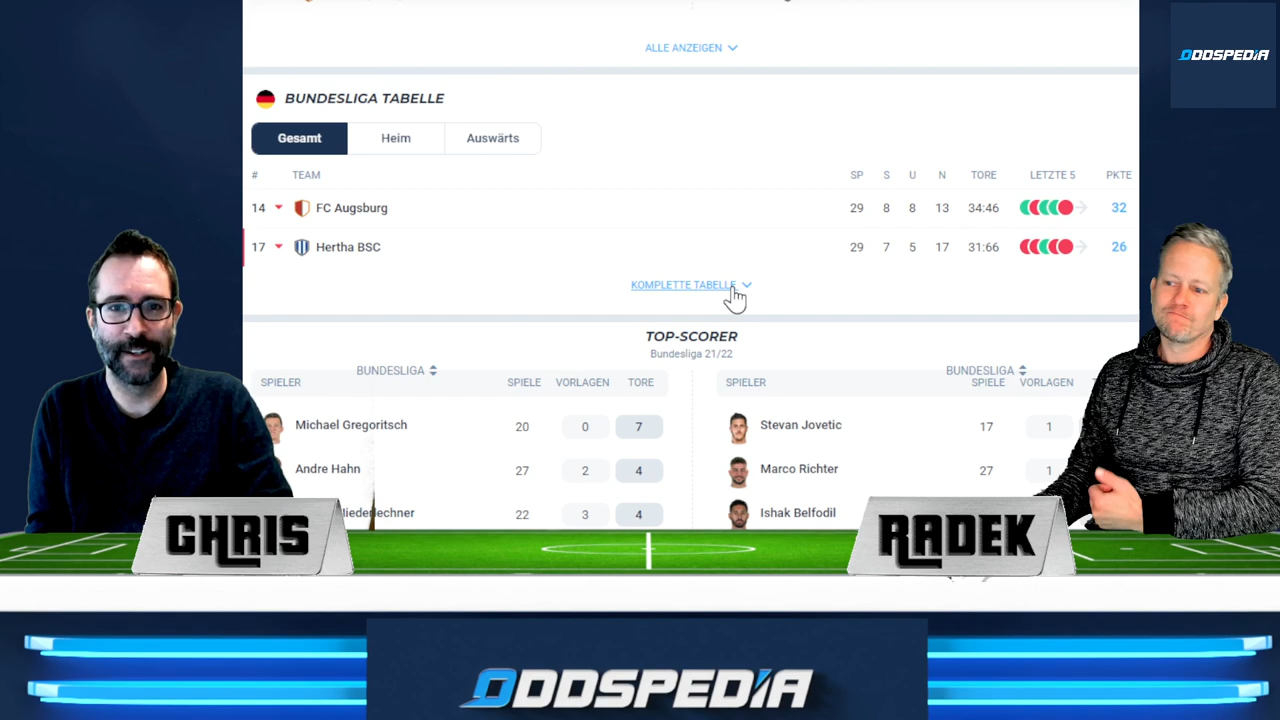 ALLE ANZEIGEN
ODDSPEDIA
BUNDESLIGA TABELLE
Gesamt Heim Auswärts
# TEAM SP S U N TORE LETZTE 5 PKTE
14 FC Augsburg 29 8 8 13 34:46 32
17 Hertha BSC 29 7 5 17 31:66 26
KOMPLETTE TABELLE
TOP-SCORER
Bundesliga 21/22
BUNDESLIGA BUNDESLIGA
SPIELER SPIELE VORLAGEN TORE SPIELER SPIELE VORLAGEN
Michael Gregoritsch 20 0 7 Stevan Jovetic 17 1
Andre Hahn 27 2 4 Marco Richter 27 1
Niederlechner 22 3 4 Ishak Belfodil
CHRIS RADEK
ODDSPEDIA